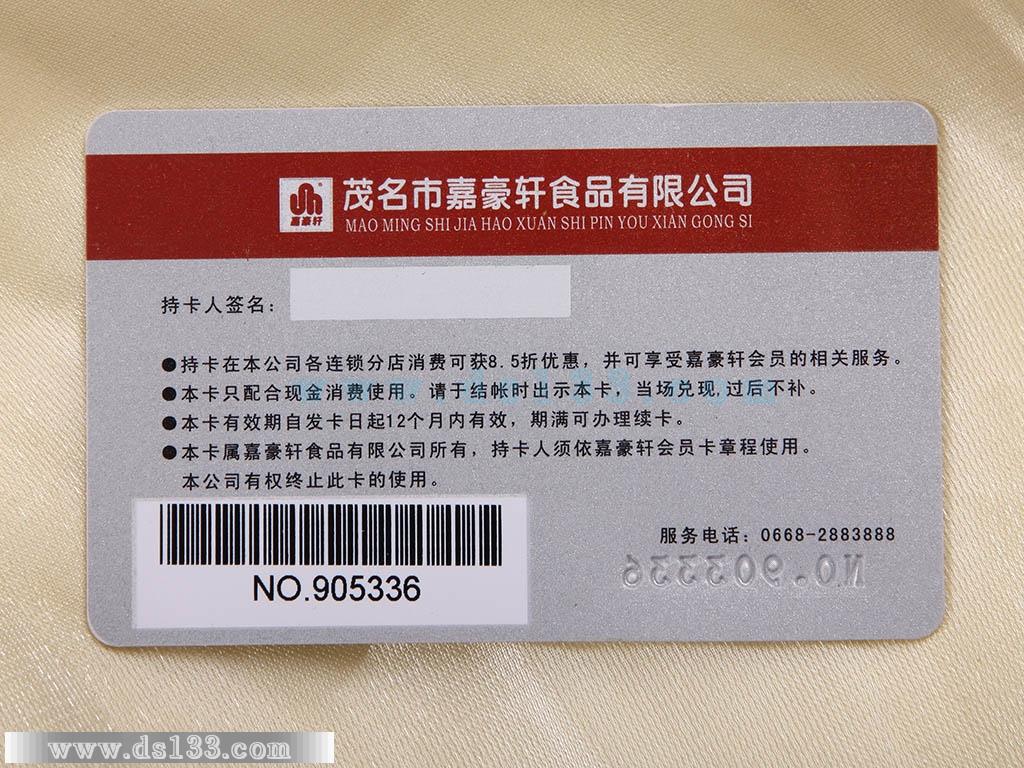 茂名市嘉豪轩食品有限公司
嘉豪轩
MAO MING SHI JIA HAO XUAN SHI PIN YOU XIAN GONG SI
持卡人签名：
●持卡在本公司各连锁分店消费可获8.5折优惠，并可享受嘉豪轩会员的相关服务。
●本卡只配合现金消费使用。请于结帐时出示本卡，当场兑现，过后不补。
●本卡有效期自发卡日起12个月内有效，期满可办理续卡。
●本卡属嘉豪轩食品有限公司所有，持卡人须依嘉豪轩会员卡章程使用。
本公司有权终止此卡的使用。
服务电话：0668-2883888
NO.905336
NO.903336
www.ds133.com